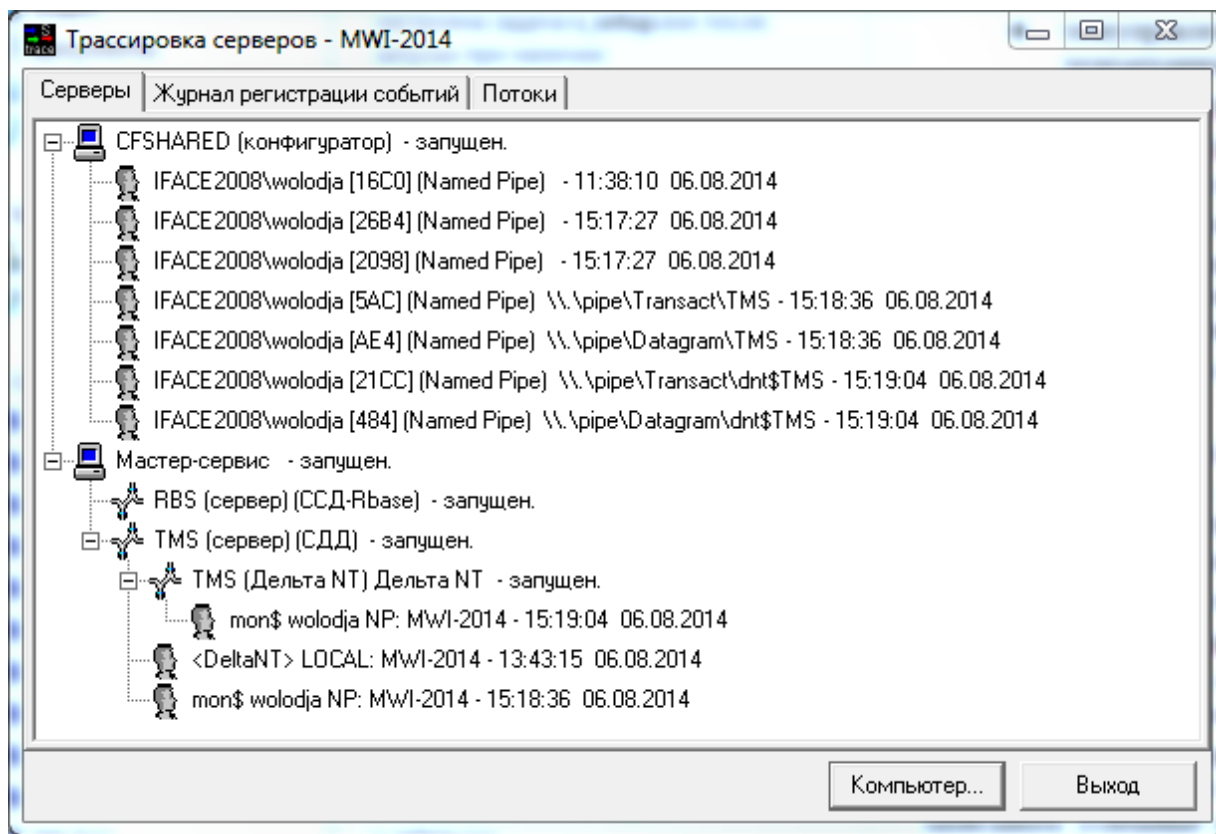 S
trace
Трассировка серверов - MWI-2014
Серверы Журнал регистрации событий Потоки
CFSHARED (конфигуратор) - запущен.
IFACE2008\wolodja [16C0] (Named Pipe) - 11:38:10 06.08.2014
IFACE2008\wolodja [26B4] (Named Pipe) - 15:17:27 06.08.2014
IFACE2008\wolodja [2098] (Named Pipe) - 15:17:27 06.08.2014
IFACE2008\wolodja [5AC] (Named Pipe) \\.\pipe\Transact\TMS - 15:18:36 06.08.2014
IFACE2008\wolodja [AE4] (Named Pipe) \\.\pipe\Datagram\TMS - 15:18:36 06.08.2014
IFACE2008\wolodja [21CC] (Named Pipe) \\.\pipe\Transact\dnt$TMS - 15:19:04 06.08.2014
IFACE2008\wolodja [484] (Named Pipe) \\.\pipe\Datagram\dnt$TMS - 15:19:04 06.08.2014
Мастер-сервис - запущен.
RBS (сервер) (ССД-Rbase) - запущен.
TMS (сервер) (СДД) - запущен.
TMS (Дельта NT) Дельта NT - запущен.
mon$ wolodja NP: MWI-2014 - 15:19:04 06.08.2014
<DeltaNT> LOCAL: MWI-2014 - 13:43:15 06.08.2014
mon$ wolodja NP: MWI-2014 - 15:18:36 06.08.2014
Компьютер... Выход